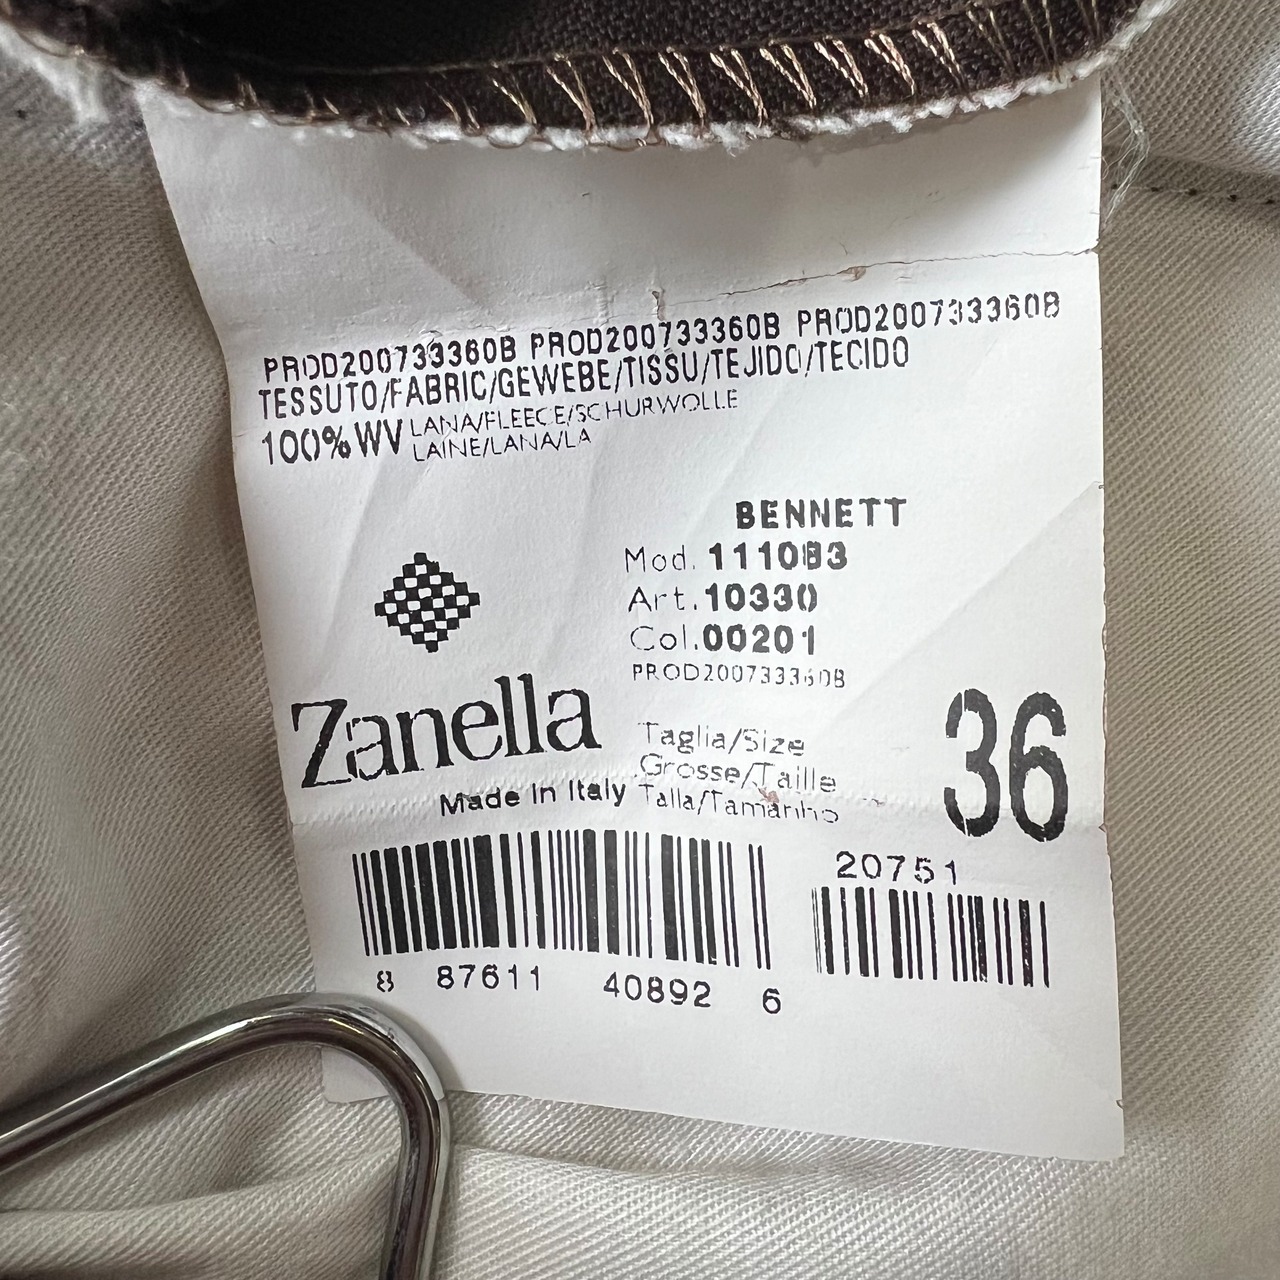 PROD200733360B PROD200733360B PROD200733360B
TESSUTO/FABRIC/GEWEBE/TISSU/TEJIDO/TECIDO
100% WV LANA/FLEECE/SCHURWOLLE
LAINE/LANA/LA
BENNETT
Mod. 111083
Art. 10330
Col. 00201
PROD200733360B
Zanella
Made In Italy
Taglia/Size
Grosse/Taille
Talla/Tamanho
36
20751
8 87611 40892 6